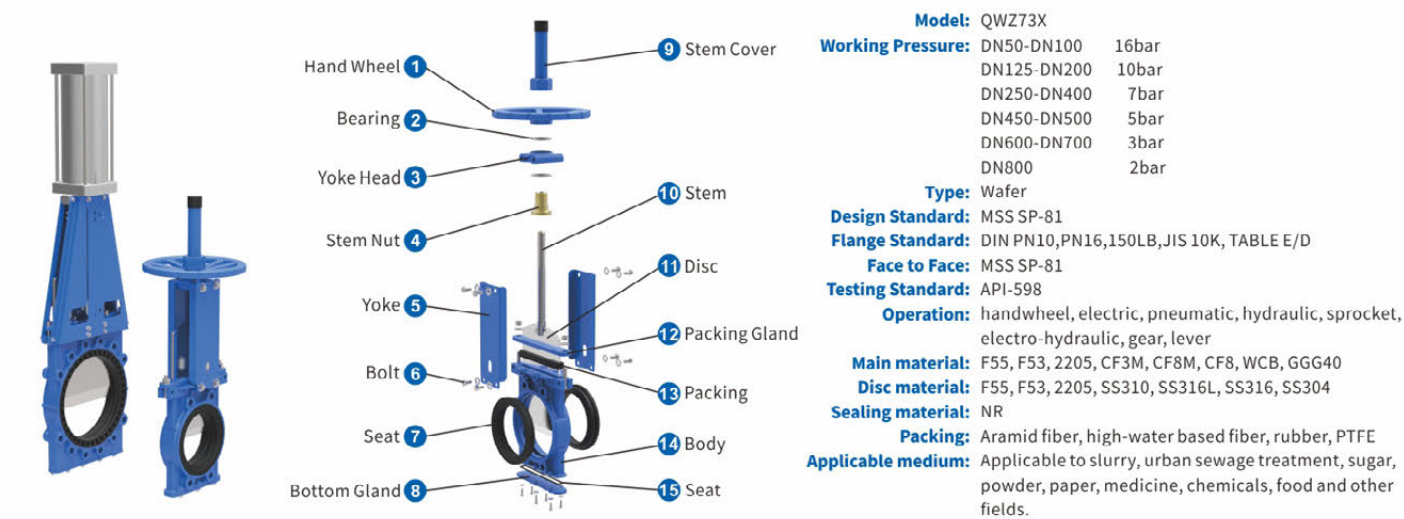 Hand Wheel 1
Bearing 2
Yoke Head 3
Stem Nut 4
Yoke 5
Bolt 6
Seat 7
Bottom Gland 8
9 Stem Cover
10 Stem
11 Disc
12 Packing Gland
13 Packing
14 Body
15 Seat
Model: QWZ73X
Working Pressure: DN50-DN100 16bar
DN125-DN200 10bar
DN250-DN400 7bar
DN450-DN500 5bar
DN600-DN700 3bar
DN800 2bar
Type: Wafer
Design Standard: MSS SP-81
Flange Standard: DIN PN10,PN16,150LB,JIS 10K, TABLE E/D
Face to Face: MSS SP-81
Testing Standard: API-598
Operation: handwheel, electric, pneumatic, hydraulic, sprocket,
electro-hydraulic, gear, lever
Main material: F55, F53, 2205, CF3M, CF8M, CF8, WCB, GGG40
Disc material: F55, F53, 2205, SS310, SS316L, SS316, SS304
Sealing material: NR
Packing: Aramid fiber, high-water based fiber, rubber, PTFE
Applicable medium: Applicable to slurry, urban sewage treatment, sugar,
powder, paper, medicine, chemicals, food and other
fields.